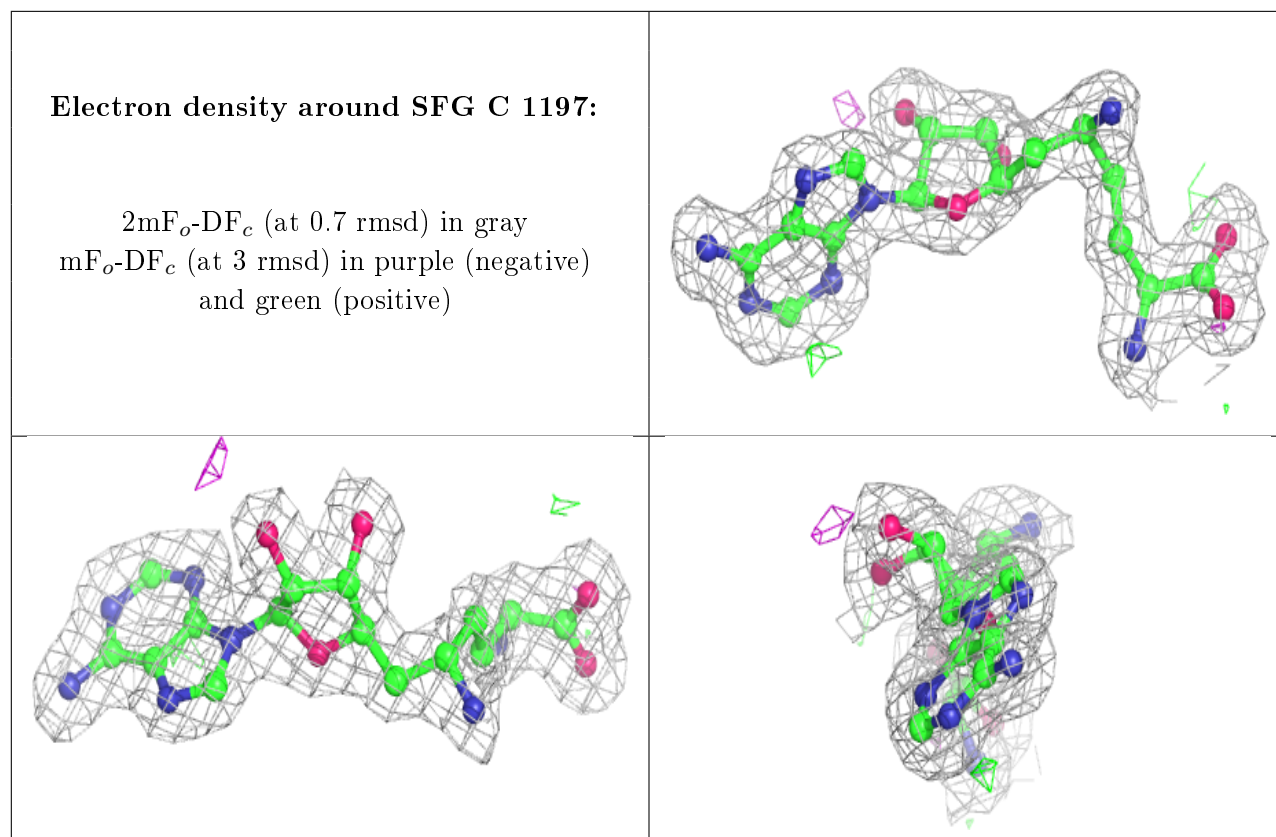 Electron density around SFG C 1197:
2mFo-DFc (at 0.7 rmsd) in gray
mFo-DFc (at 3 rmsd) in purple (negative)
and green (positive)